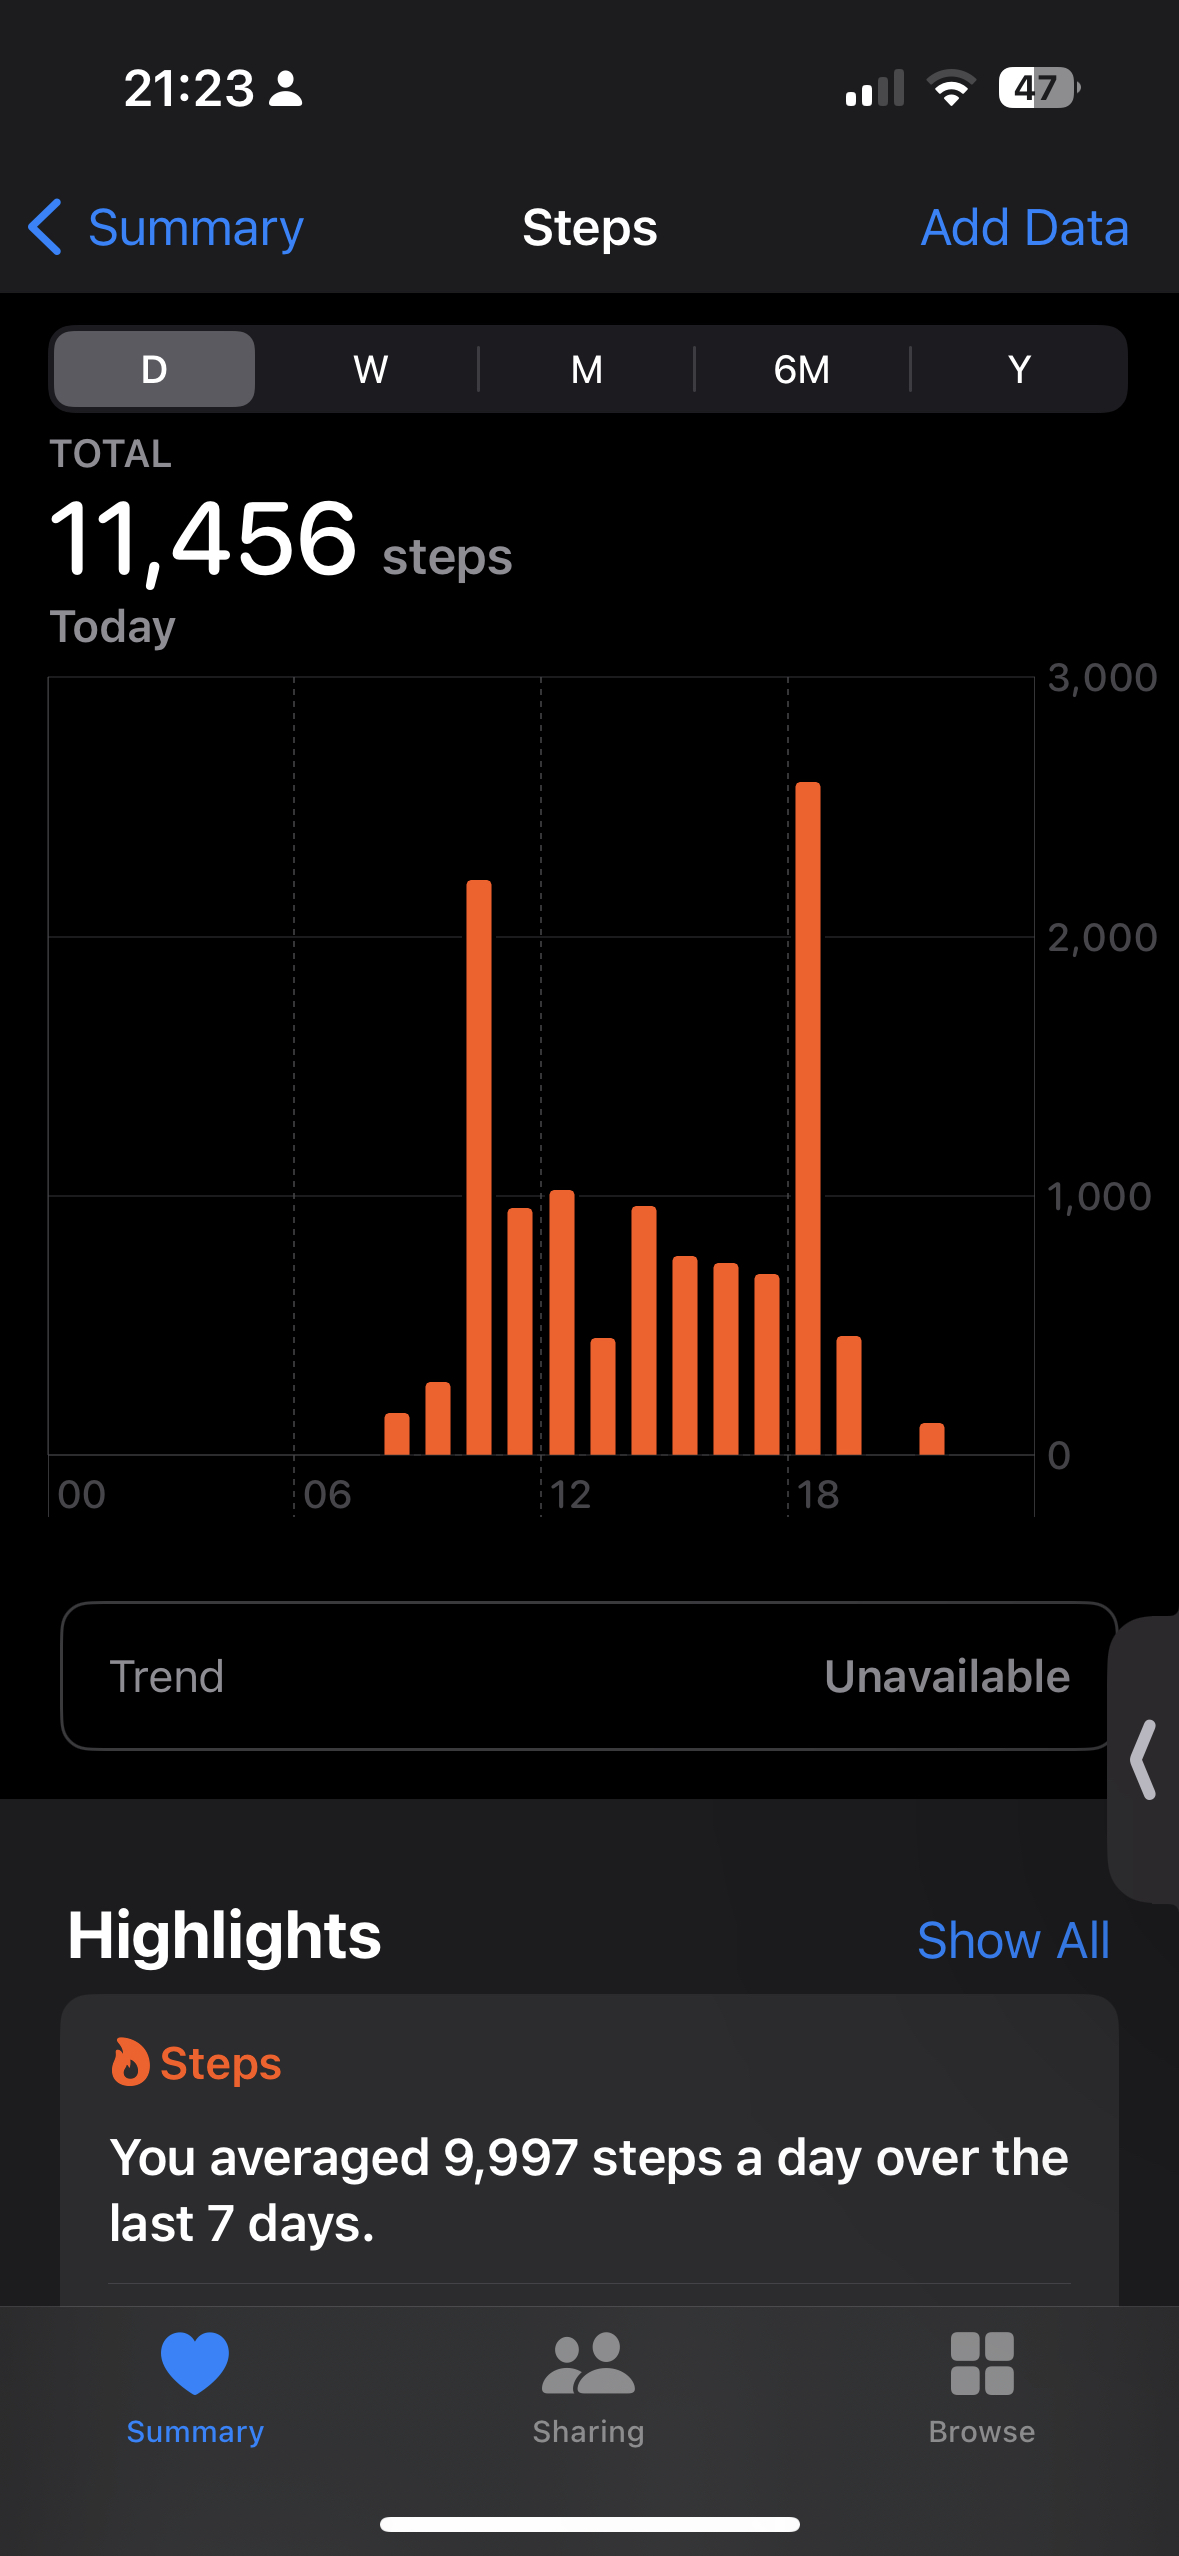 21:23
47
Summary
Steps
Add Data
D W M 6M Y
TOTAL
11,456 steps
Today
3,000
2,000
1,000
0
00 06 12 18
Trend Unavailable
Highlights
Show All
Steps
You averaged 9,997 steps a day over the
last 7 days.
Summary Sharing Browse